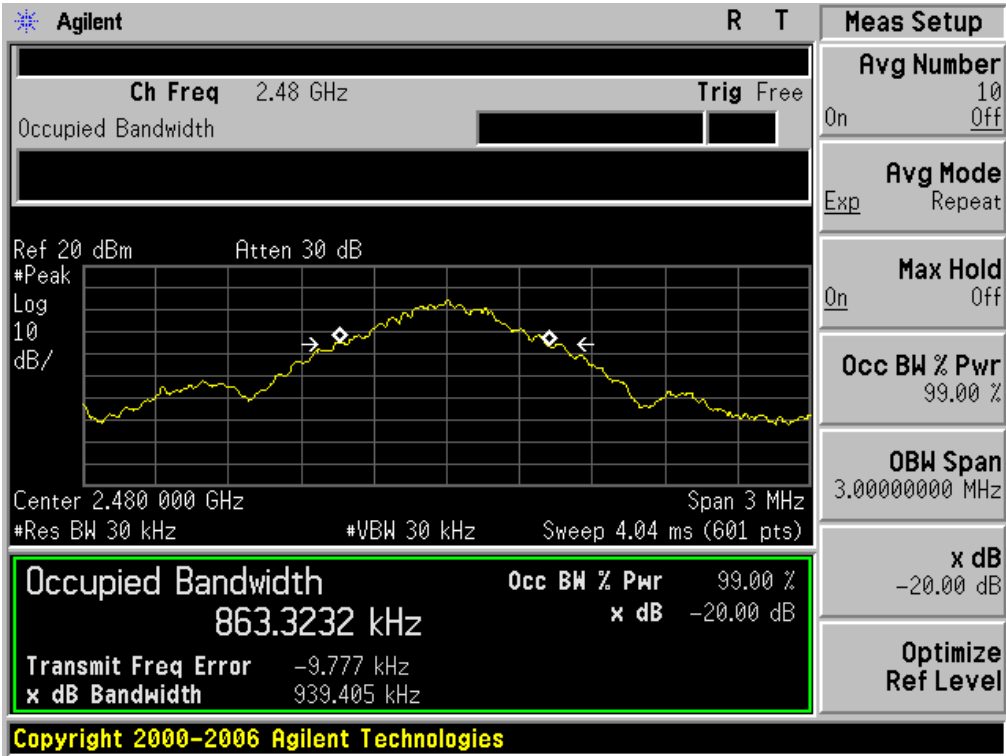 Agilent R T
Ch Freq 2.48 GHz Trig Free
Occupied Bandwidth
Ref 20 dBm Atten 30 dB
#Peak
Log
10
dB/
Center 2.480 000 GHz Span 3 MHz
#Res BW 30 kHz #VBW 30 kHz Sweep 4.04 ms (601 pts)
Occupied Bandwidth
863.3232 kHz
Occ BW % Pwr 99.00 %
x dB -20.00 dB
Transmit Freq Error -9.777 kHz
x dB Bandwidth 939.405 kHz
Copyright 2000-2006 Agilent Technologies
Meas Setup
Avg Number
10
On Off
Avg Mode
Exp Repeat
Max Hold
On Off
Occ BW % Pwr
99.00 %
OBW Span
3.00000000 MHz
x dB
-20.00 dB
Optimize
Ref Level